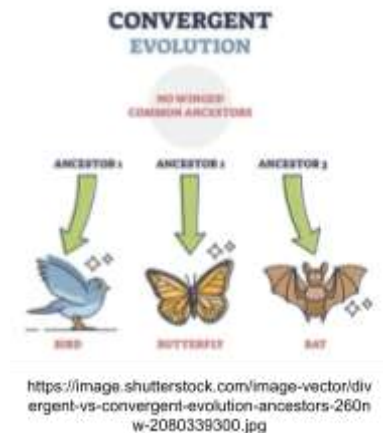 CONVERGENT
EVOLUTION
NO WINGED
COMMON ANCESTORS
ANCESTOR 1 ANCESTOR 2 ANCESTOR 3
BIRD BUTTERFLY BAT
https://image.shutterstock.com/image-vector/div
ergent-vs-convergent-evolution-ancestors-260n
w-2080339300.jpg